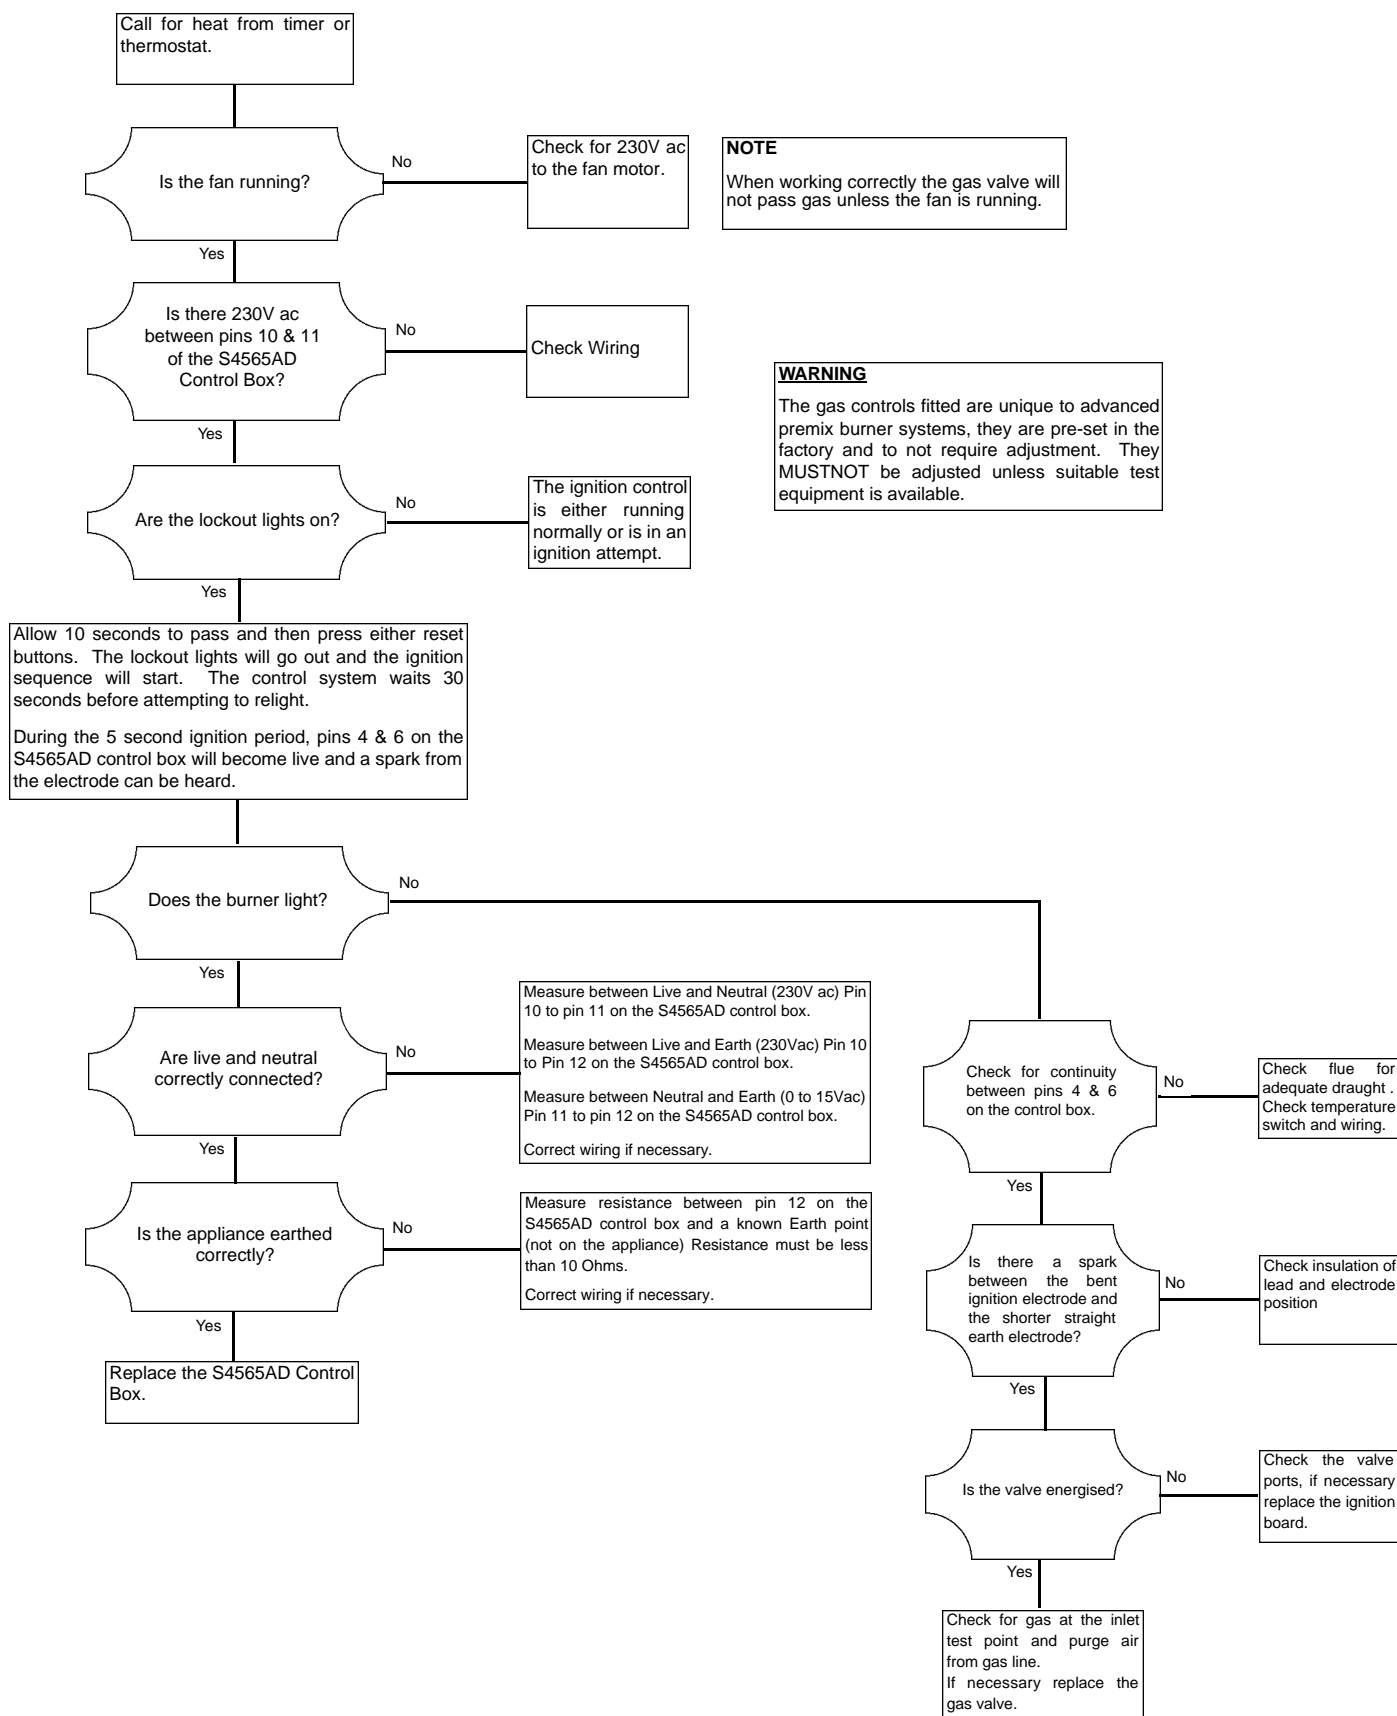 Call for heat from timer or
thermostat.
Is the fan running?
No
Check for 230V ac
to the fan motor.
NOTE
When working correctly the gas valve will
not pass gas unless the fan is running.
Yes
Is there 230V ac
between pins 10 & 11
of the S4565AD
Control Box?
No
Check Wiring
WARNING
The gas controls fitted are unique to advanced
premix burner systems, they are pre-set in the
factory and to not require adjustment. They
MUSTNOT be adjusted unless suitable test
equipment is available.
Yes
Are the lockout lights on?
No
The ignition control
is either running
normally or is in an
ignition attempt.
Yes
Allow 10 seconds to pass and then press either reset
buttons. The lockout lights will go out and the ignition
sequence will start. The control system waits 30
seconds before attempting to relight.
During the 5 second ignition period, pins 4 & 6 on the
S4565AD control box will become live and a spark from
the electrode can be heard.
Does the burner light?
No
Yes
Are live and neutral
correctly connected?
No
Measure between Live and Neutral (230V ac) Pin
10 to pin 11 on the S4565AD control box.
Measure between Live and Earth (230Vac) Pin 10
to Pin 12 on the S4565AD control box.
Measure between Neutral and Earth (0 to 15Vac)
Pin 11 to pin 12 on the S4565AD control box.
Correct wiring if necessary.
Yes
Is the appliance earthed
correctly?
No
Measure resistance between pin 12 on the
S4565AD control box and a known Earth point
(not on the appliance) Resistance must be less
than 10 Ohms.
Correct wiring if necessary.
Yes
Replace the S4565AD Control
Box.
Check for continuity
between pins 4 & 6
on the control box.
No
Check flue for
adequate draught .
Check temperature
switch and wiring.
Yes
Is there a spark
between the bent
ignition electrode and
the shorter straight
earth electrode?
No
Check insulation of
lead and electrode
position
Yes
Is the valve energised?
No
Check the valve
ports, if necessary
replace the ignition
board.
Yes
Check for gas at the inlet
test point and purge air
from gas line.
If necessary replace the
gas valve.